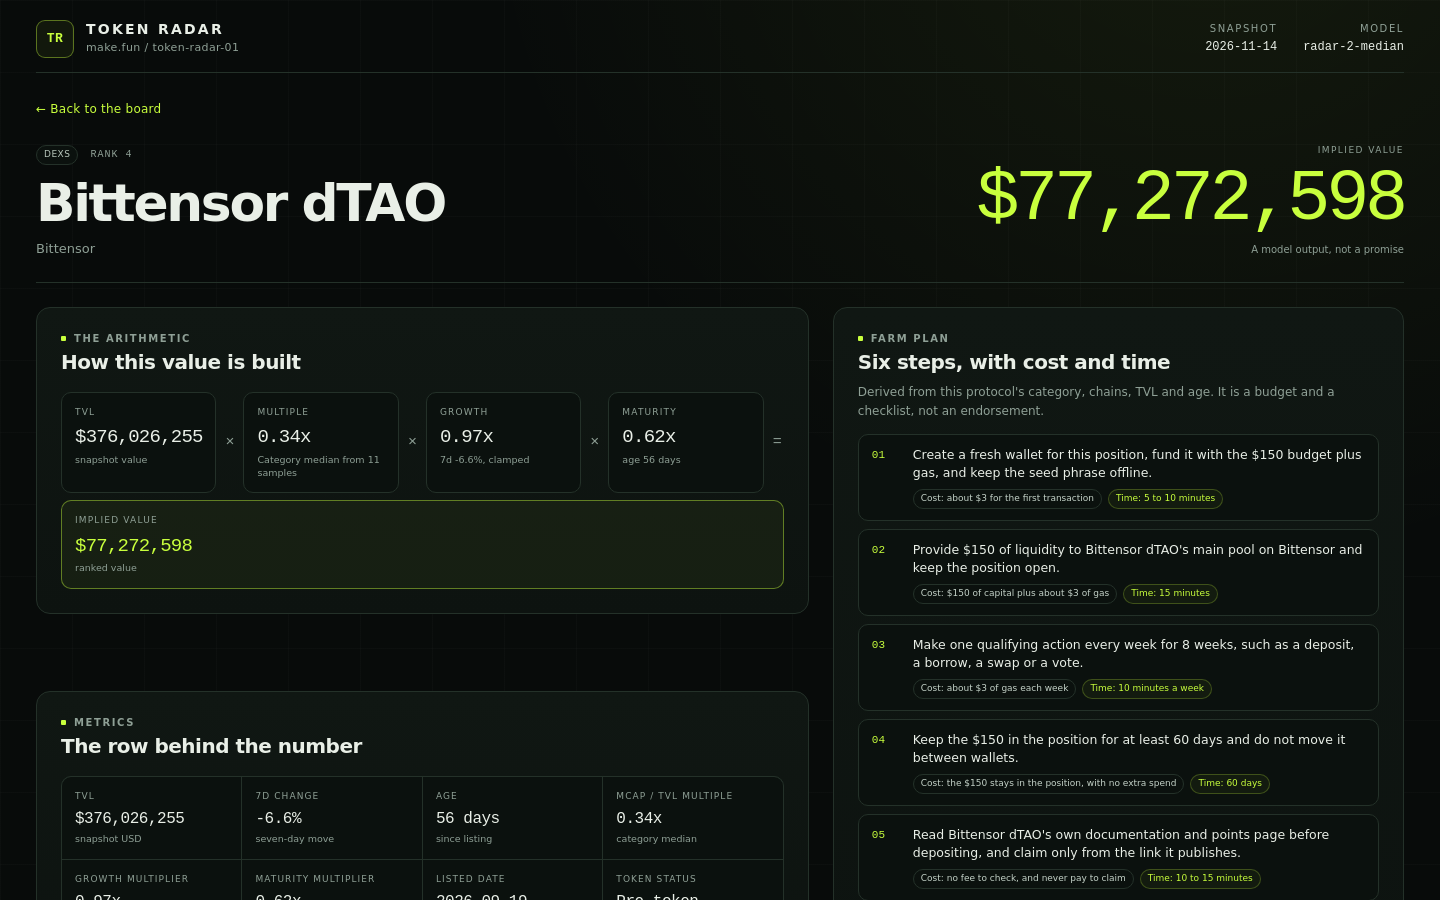 TR
TOKEN RADAR
make.fun / token-radar-01
SNAPSHOT
2026-11-14
MODEL
radar-2-median
← Back to the board
DEXS
RANK 4
Bittensor dTAO
Bittensor
IMPLIED VALUE
$77,272,598
A model output, not a promise
THE ARITHMETIC
How this value is built
TVL
$376,026,255
snapshot value
×
MULTIPLE
0.34x
Category median from 11
samples
×
GROWTH
0.97x
7d -6.6%, clamped
×
MATURITY
0.62x
age 56 days
=
IMPLIED VALUE
$77,272,598
ranked value
METRICS
The row behind the number
TVL
$376,026,255
snapshot USD
7D CHANGE
-6.6%
seven-day move
AGE
56 days
since listing
MCAP / TVL MULTIPLE
0.34x
category median
GROWTH MULTIPLIER
0.97x
MATURITY MULTIPLIER
0.62x
LISTED DATE
2026-09-19
TOKEN STATUS
Pre-token
FARM PLAN
Six steps, with cost and time
Derived from this protocol's category, chains, TVL and age. It is a budget and a
checklist, not an endorsement.
01
Create a fresh wallet for this position, fund it with the $150 budget plus
gas, and keep the seed phrase offline.
Cost: about $3 for the first transaction
Time: 5 to 10 minutes
02
Provide $150 of liquidity to Bittensor dTAO's main pool on Bittensor and
keep the position open.
Cost: $150 of capital plus about $3 of gas
Time: 15 minutes
03
Make one qualifying action every week for 8 weeks, such as a deposit,
a borrow, a swap or a vote.
Cost: about $3 of gas each week
Time: 10 minutes a week
04
Keep the $150 in the position for at least 60 days and do not move it
between wallets.
Cost: the $150 stays in the position, with no extra spend
Time: 60 days
05
Read Bittensor dTAO's own documentation and points page before
depositing, and claim only from the link it publishes.
Cost: no fee to check, and never pay to claim
Time: 10 to 15 minutes